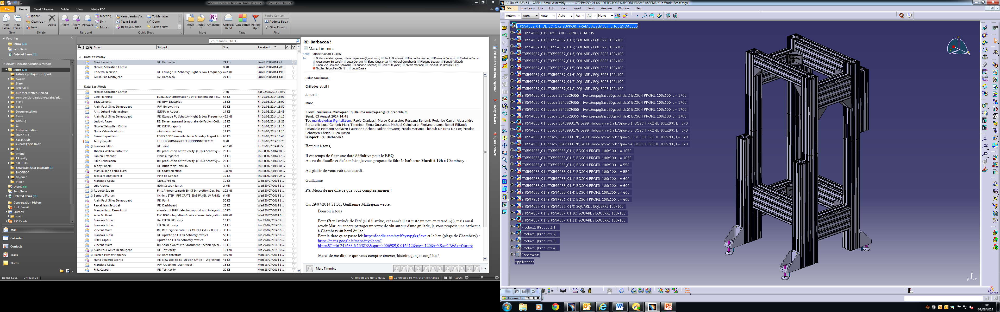 Inbox - nicolas.sebastien.chritin@cern.ch - Microsoft Outlook
File Home Send / Receive Folder View Adobe PDF
New E-mail
New Items
Ignore
Clean Up
Junk
Delete
Reply
Reply All
Forward
Meeting
IM
More
cern pension/m...
Team E-mail
Reply & Delete
To Manager
Done
Create New
Move
Rules
OneNote
Unread/ Read
Categorize
Follow Up
Find a Contact
Address Book
Filter E-mail
New Delete Respond Quick Steps Move Tags Find
Favorites
Inbox (24)
Sent Items
Deleted Items (11)
nicolas.sebastien.chritin@cern.ch
Inbox (24)
Astuces pratiques support
Awake
Biere
BOOSTER
Buncher Steffen/Ahmed
cern pension/maladie/salaire/ert...
CLIC1
CTF3
Documentation
Elena
GRACQ
IC
Instrumentation
Isolde RFQ
Kayak club
kNOWLEDGE BASE
LHC
Phone
PS cavity
SKI CLUB
Smarteam User Interface (1)
TAC/NTOF
trainnee
Victor
Drafts [56]
Sent Items
Deleted Items (11)
Conversation History
Junk E-mail
Outbox
mail
RSS Feeds
Mail
Calendar
Contacts
Tasks
Notes
Search Inbox (Ctrl+E)
From Subject Size Received C...
Date: Yesterday
Marc Timmins RE: Barbacoa ! 24 KB Sun 03/08/2014 23:...
Nicolas Sebastien Chritin 8 KB Sun 03/08/2014 20:...
Roberto Kersevan RE: Etuvage PU Schottky Hight & Low Frequency 422 KB Sun 03/08/2014 19:...
Guillaume Maîtrejean Re: Barbacoa ! 27 KB Sun 03/08/2014 14:...
Date: Last Week
Nicolas Sebastien Chritin 7 KB Sat 02/08/2014 15:39
Ccrb Planning LD2IC 2014 Information / Informations sur l'ex... 57 KB Fri 01/08/2014 18:07
Silvia Zorzetti RE: BPM Drawings 18 KB Fri 01/08/2014 18:02
Alain Paul Gilles Demougeot FW: Belows info 52 KB Fri 01/08/2014 15:52
Antti Juhani Kolehmainen ELENA in August 14 KB Fri 01/08/2014 15:43
Alain Paul Gilles Demougeot RE: Etuvage PU Schottky Hight & Low Frequency 422 KB Fri 01/08/2014 14:10
Ludovic Favre RE: Demenagement temporaire de Fabien Cott... 15 KB Fri 01/08/2014 11:26
Nicolas Sebastien Chritin RE: ELENA reports 11 KB Fri 01/08/2014 11:18
Nuria Valverde Alonso niobium shielding 17 KB Fri 01/08/2014 11:10
Benoit Lepoittevin EDMS / CDD unavailable on Monday August 4t... 63 KB Fri 01/08/2014 10:43
Teddy Capelli UUUURRRRGGGGEEEENNNNNNNTTTT !!!!!!!! 9 KB Fri 01/08/2014 10:20
Francois Pillon RE: Joint 497 KB Fri 01/08/2014 09:50
Thomas William Birtwistle RE: production of test cavity (ELENA Schottky ... 23 KB Thu 31/07/2014 18:...
Fabien Cottenot Plans à regarder 11 KB Thu 31/07/2014 17:...
Silke Federmann RE: production of test cavity (ELENA Schottky ... 23 KB Thu 31/07/2014 12:...
Teddy Capelli RE: bride stdvfuhv0146 32 KB Thu 31/07/2014 10:...
Massimiliano Ferro-Luzzi RE: today meeting 128 KB Thu 31/07/2014 10:...
cecilia.rossi@libero.it Fete de Geneve 19 KB Thu 31/07/2014 09:...
Francisco Costa ST0617736_01 10 KB Wed 30/07/2014 1...
Luis Alberty EDM Section lunch 2 MB Wed 30/07/2014 1...
Roberto Saban First Announcement: EN-KT Innovation Day, Tu... 102 KB Wed 30/07/2014 1...
Bernard Florian fichiers STEP - RPT CRATE_BIAS PANEL_LV PANEL 6 MB Wed 30/07/2014 1...
Alain Paul Gilles Demougeot RE: Point 30 KB Wed 30/07/2014 1...
Pascal Jean Secouet RE: Dashboard 26 KB Wed 30/07/2014 1...
Massimiliano Ferro-Luzzi minutes of BGV detector support and integrati... 10 KB Wed 30/07/2014 1...
Yvon Muttoni FW: BGV integration & wire scanner integratio... 628 KB Wed 30/07/2014 0...
Francois Butin Re: ELENA RF cavity 13 KB Tue 29/07/2014 19:...
Francois Butin RE: ELENA RF cavity 11 KB Tue 29/07/2014 16:...
Vincent Maire RE: Renseignements , DECOUPE LASER / JET D'... 36 KB Tue 29/07/2014 16:...
Francois Butin RE: update on ELENA Schottky cavities 58 KB Tue 29/07/2014 16:...
Fritz Caspers update on ELENA Schottky cavities 54 KB Tue 29/07/2014 15:...
Vincent Maire RE: Shared Access for document: Technic speci... 15 KB Tue 29/07/2014 11:...
Alain Paul Gilles Demougeot RE: Test cavity 103 KB Tue 29/07/2014 10:...
Plamen Hristov Hopchev Re: BGV detectors 385 KB Mon 28/07/2014 1...
Nuria Valverde Alonso RE: New Job BE-BI: Design Office + Workshop 41 KB Mon 28/07/2014 1...
Francisco Costa FW: Question "User needs" 15 KB Mon 28/07/2014 1...
Fritz Caspers RE: Test cavity 20 KB Mon 28/07/2014 1...
RE: Barbacoa !
Marc Timmins
Sent: Sun 03/08/2014 23:36
To: Guillaume Maîtrejean; mardepiedras@gmail.com; Paolo Gradassi; Marco Garlasche; Rossana Bonomi; Federico Carra;
Alessandro Bertarelli; Luca Gentini; Elena Quaranta; Michael Guinchard; Floriane Leaux; Benoit Riffaud;
Emanuele Piemonti Spalazzi; Lauriane Gachon; Didier Steyaert; Nicola Mariani; Thibault De Bras De Fer;
Nicolas Sebastien Chritin; Luca Dassa
Salut Guillaume,
Grillades et pif !
A mardi
Marc
From: Guillaume Maîtrejean [guillaume.maitrejean@ujf-grenoble.fr]
Sent: 03 August 2014 14:48
To: mardepiedras@gmail.com; Paolo Gradassi; Marco Garlasche; Rossana Bonomi; Federico Carra; Alessandro
Bertarelli; Luca Gentini; Marc Timmins; Elena Quaranta; Michael Guinchard; Floriane Leaux; Benoit Riffaud;
Emanuele Piemonti Spalazzi; Lauriane Gachon; Didier Steyaert; Nicola Mariani; Thibault De Bras De Fer; Nicolas
Sebastien Chritin; Luca Dassa
Subject: Re: Barbacoa !
Bonjour à tous,
Il est temps de fixer une date définitive pour le BBQ.
Au vu du doodle et de la météo, je vous propose de faire le barbecue Mardi à 19h à Chambésy.
Au plaisir de vous voir tous mardi.
Guillaume
PS: Merci de me dire ce que vous comptez amener !
On 29/07/2014 21:31, Guillaume Maîtrejean wrote:
Bonsoir à tous
Pour fêter l'arrivée de l'été (si si il arrive, cet année il est juste un peu en retard :-) ), mais aussi
revoir Mar, ou encore partager un verre de vin autour d'une grillade, je vous propose une barbecue
à Chambésy au bord du lac.
Pour la date ça se passe ici: http://doodle.com/ny4fcvsvpgkg5ave et le lieu (plage de Chambésy) :
https://maps.google.it/maps/myplaces?
hl=en&ll=46.245683,6.153878&spn=0.006989,0.016512&ctz=-120&t=h&z=17&dg=feature
Merci de me dire ce que vous comptez amener, histoire que je complète !
Marc Timmins
09:00: BGV assembly sequence
Today: 0 Tasks
Quick Contacts
Items: 5,028 Unread: 24
All folders are up to date. Connected to Microsoft Exchange 100%
CATIA V5 R23 64 - CERN : Small Assembly - - - [ST0594059_01 a.01 DETECTORS SUPPORT FRAME ASSEMBLY In Work (ReadOnly) ]
Start SmarTeam File Edit View Insert Tools Analyze Window Help
Autom Auto Auto Auto Aut Aut None
ST0594059_01 DETECTORS SUPPORT FRAME ASSEMBLY LHCBGVDA0005
ST0594060_01 (Part1.1) REFERENCE CHASSIS
ST0594057_01 (ST0594057_01.1) SQUARE / EQUERRE 100x100
ST0594057_01 (ST0594057_01.2) SQUARE / EQUERRE 100x100
ST0594057_01 (ST0594057_01.3) SQUARE / EQUERRE 100x100
ST0594057_01 (ST0594057_01.4) SQUARE / EQUERRE 100x100
ST0594057_01 (ST0594057_01.5) SQUARE / EQUERRE 100x100
ST0594057_01 (ST0594057_01.6) SQUARE / EQUERRE 100x100
ST0594057_01 (ST0594057_01.7) SQUARE / EQUERRE 100x100
ST0594057_01 (ST0594057_01.8) SQUARE / EQUERRE 100x100
ST0594052_01 (bosch_3842529355_4tvws2eupig8asd30gzvdhslz.1) BOSCH PROFIL 100x100, L= 1700
ST0594052_01 (bosch_3842529355_4tvws2eupig8asd30gzvdhslz.2) BOSCH PROFIL 100x100, L= 1700
ST0594052_01 (bosch_3842529355_4tvws2eupig8asd30gzvdhslz.3) BOSCH PROFIL 100x100, L= 1700
ST0594052_01 (bosch_3842529355_4tvws2eupig8asd30gzvdhslz.4) BOSCH PROFIL 100x100, L= 1700
ST0594053_01 (bosch_3842993178_5a99mhdcwsynnv1hrk73jbako.1) BOSCH PROFIL 100x200, L= 370
ST0594053_01 (bosch_3842993178_5a99mhdcwsynnv1hrk73jbako.2) BOSCH PROFIL 100x200, L= 370
ST0594053_01 (bosch_3842993178_5a99mhdcwsynnv1hrk73jbako.3) BOSCH PROFIL 100x200, L= 370
ST0594053_01 (bosch_3842993178_5a99mhdcwsynnv1hrk73jbako.4) BOSCH PROFIL 100x200, L= 370
ST0594055_01 (ST0594055_01.1) BOSCH PROFIL 100x100, L= 1050
ST0594055_01 (ST0594055_01.2) BOSCH PROFIL 100x100, L= 1050
ST0594056_01 (ST0594056_01.1) BOSCH PROFIL 100x100, L= 550
ST0594056_01 (ST0594056_01.2) BOSCH PROFIL 100x100, L= 550
ST0594058_01 (ST0594058_01.1) BOSCH PROFIL 100x200, L= 600
ST0594058_01 (ST0594058_01.2) BOSCH PROFIL 100x200, L= 600
ST0594058_01 (ST0594058_01.4) BOSCH PROFIL 100x200, L= 600
ST0597921_01 (ST0597921_01.1) BOSCH PROFIL 100x100, L= 600
ST0594057_01 (ST0594057_01.9) SQUARE / EQUERRE 100x100
ST0594057_01 (ST0594057_01.10) SQUARE / EQUERRE 100x100
ST0594057_01 (ST0594057_01.11) SQUARE / EQUERRE 100x100
Product1 (Product1.1)
Product1 (Product1.2)
Product1 (Product1.3)
Product1 (Product1.4)
Constraints
Applications
x
y
z
x
y z
ABC
CATIA
Documents
10:08
04/08/2014